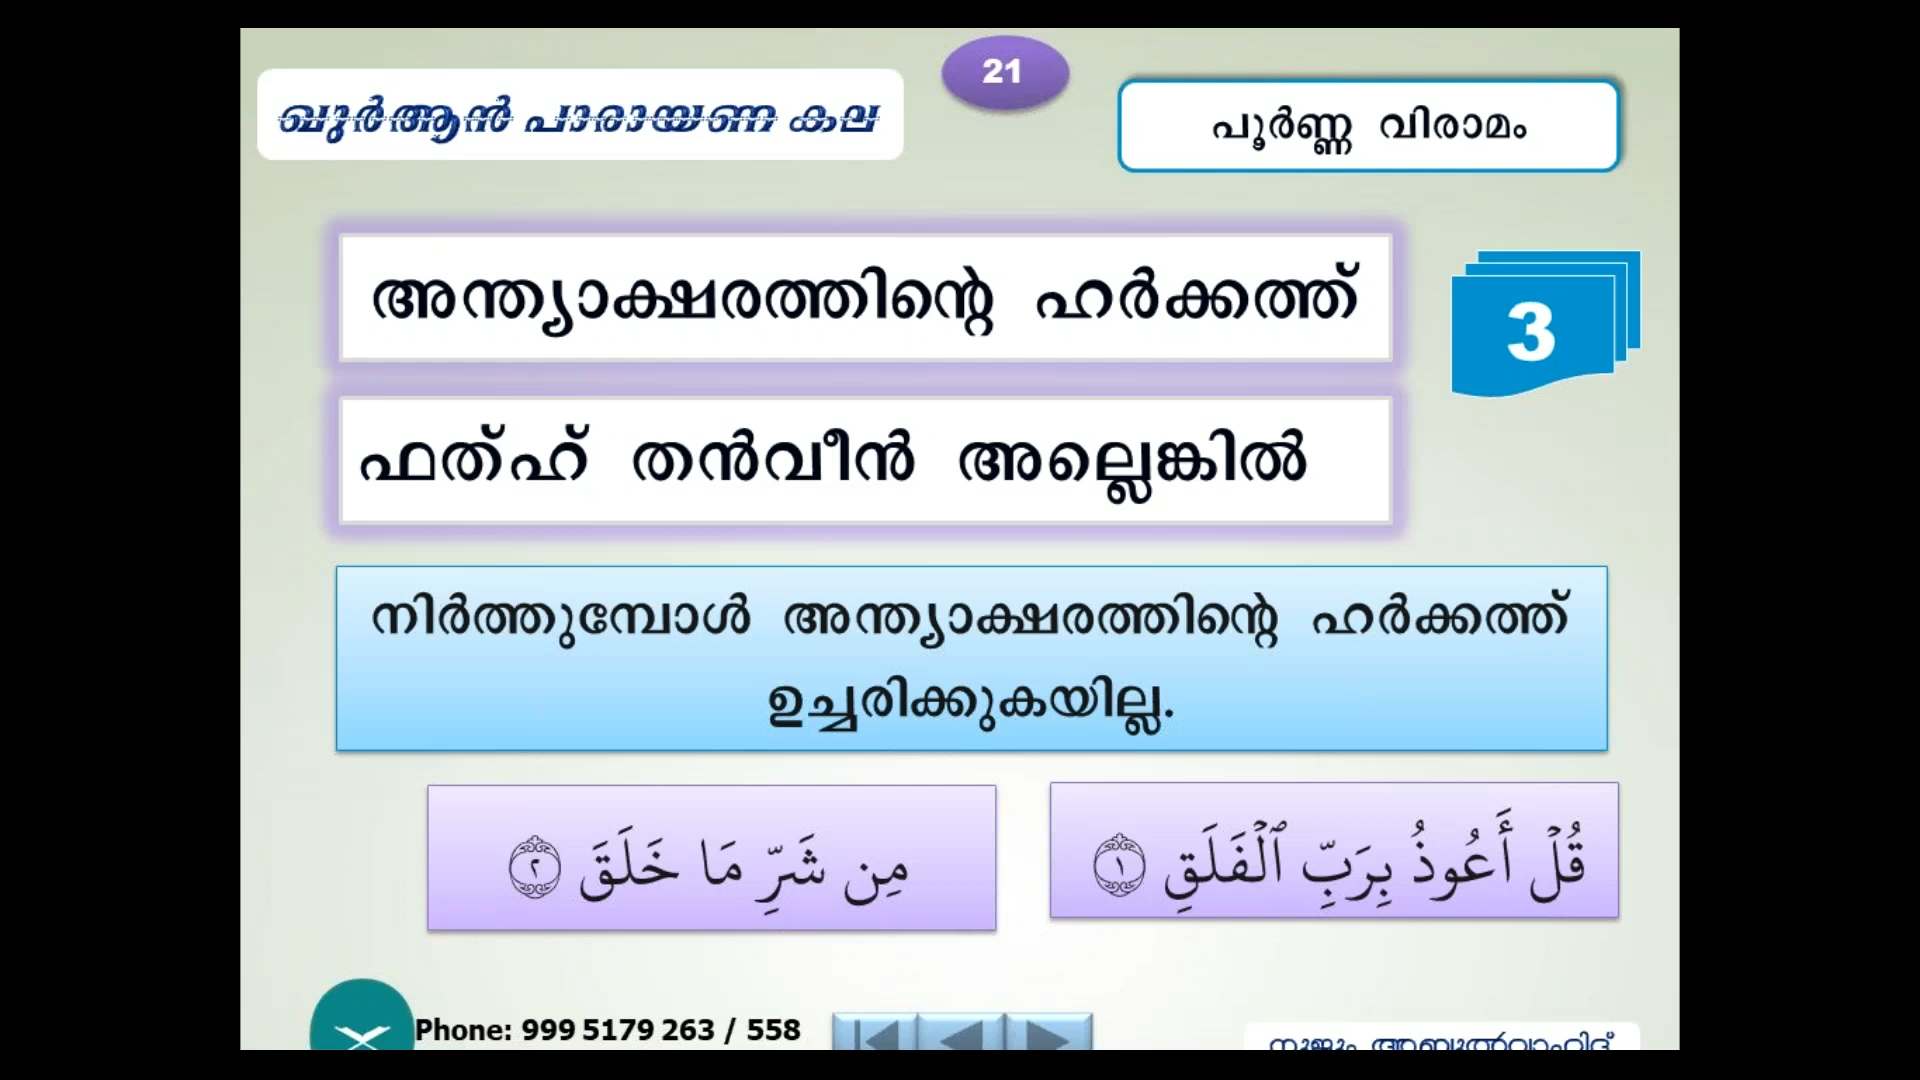 21
ഖുർആൻ പാരായണ കല
പൂർണ്ണ വിരാമം
അന്ത്യാക്ഷരത്തിന്റെ ഹർക്കത്ത്
3
ഫത്ഹ് തൻവീൻ അല്ലെങ്കിൽ
നിർത്തുമ്പോൾ അന്ത്യാക്ഷരത്തിന്റെ ഹർക്കത്ത്
ഉച്ചരിക്കുകയില്ല.
قُلۡ أَعُوذُ بِرَبِّ ٱلۡفَلَقِ ١
مِن شَرِّ مَا خَلَقَ ٢
Phone: 999 5179 263 / 558